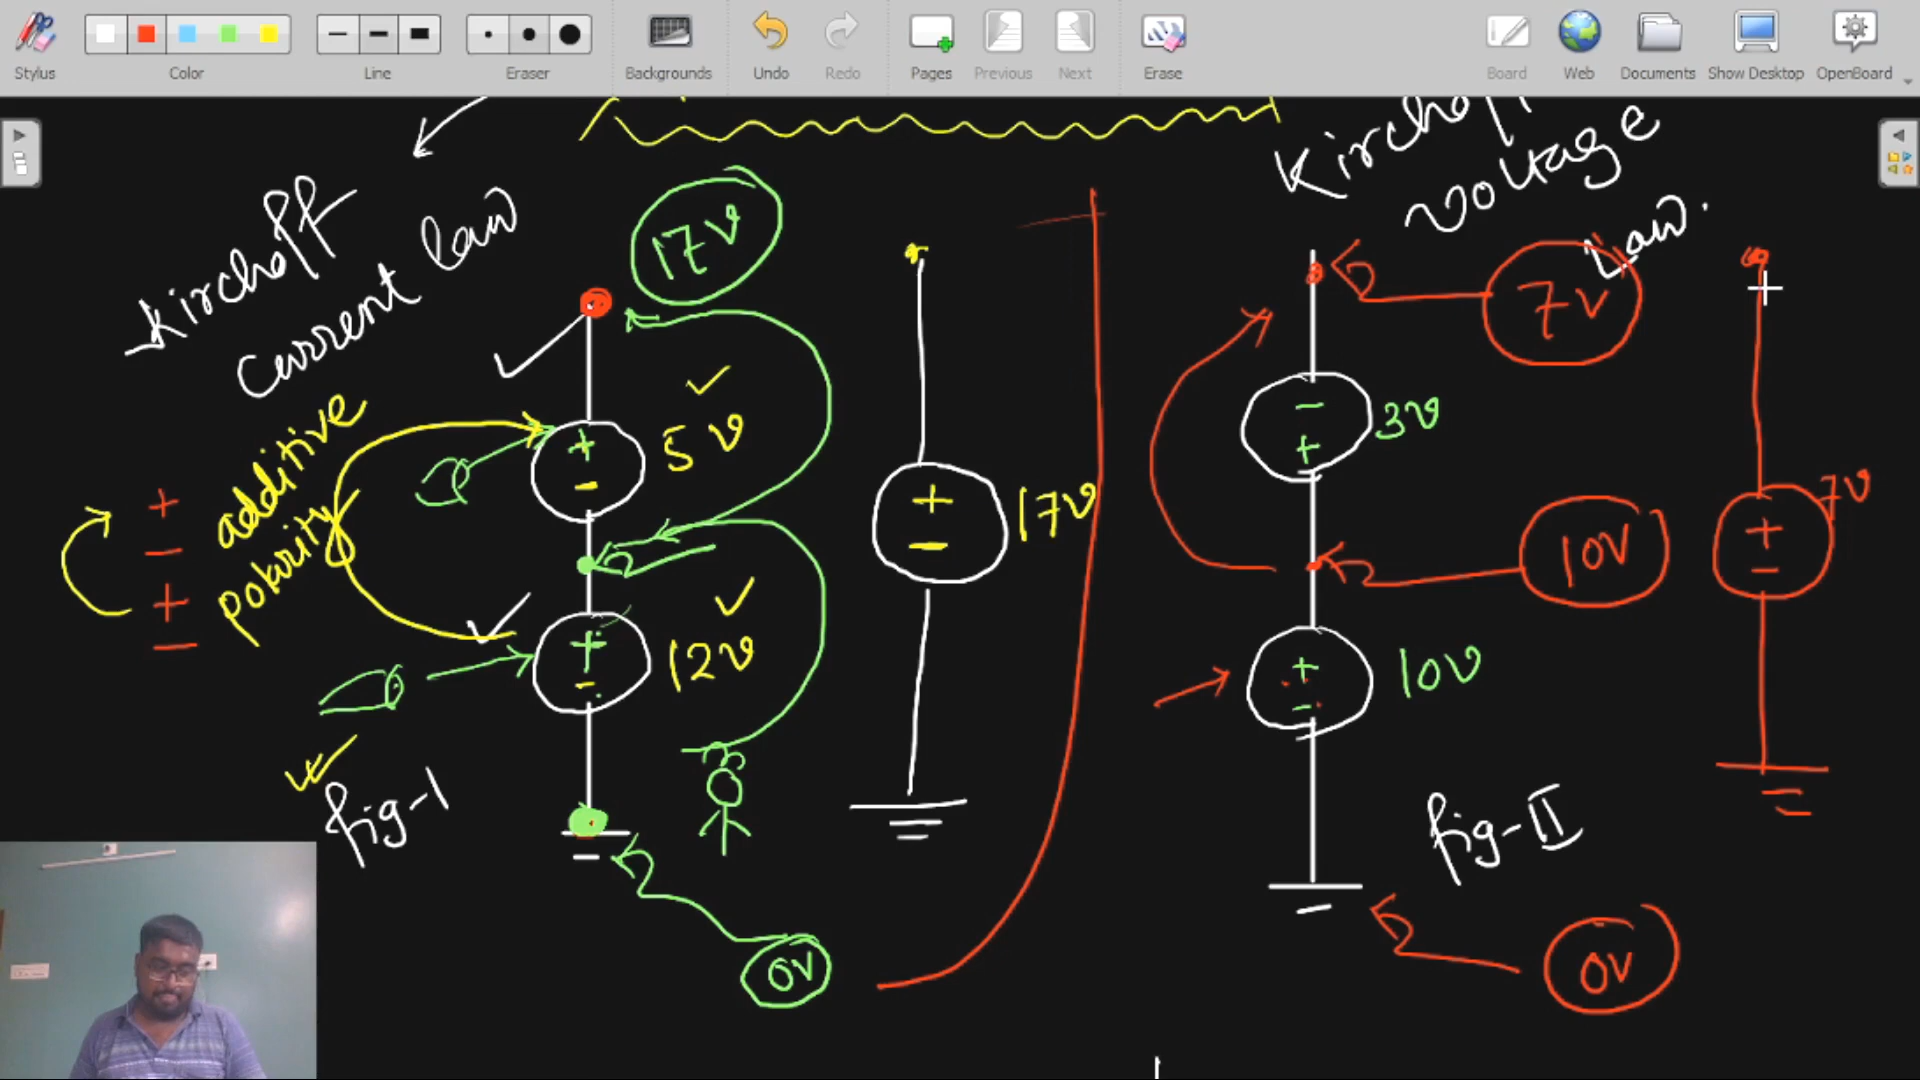 Stylus
Color
Line
Eraser
Backgrounds
Undo
Redo
Pages
Previous
Next
Erase
Board
Web
Documents
Show Desktop
OpenBoard
Kirchoff
current law
Kirchoff
voltage
Law.
17V
5V
12V
additive
polority
+
-
+
-
+
-
+
-
fig-1
0V
+
-
17V
7V
-
+
3V
10V
+
-
10V
fig-II
0V
7V
+
-